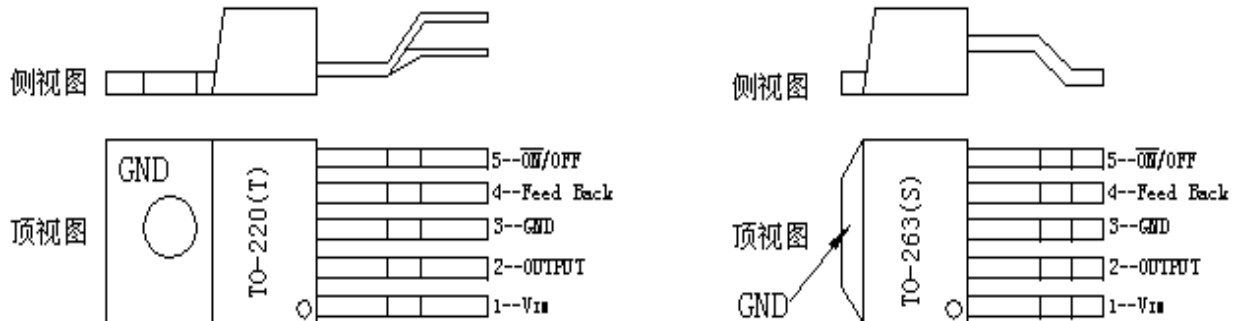 侧视图
GND
TO-220(T)
顶视图
5--ON/OFF
4--Feed Back
3--GND
2--OUTPUT
1--VIN
侧视图
顶视图
GND
TO-263(S)
5--ON/OFF
4--Feed Back
3--GND
2--OUTPUT
1--VIN